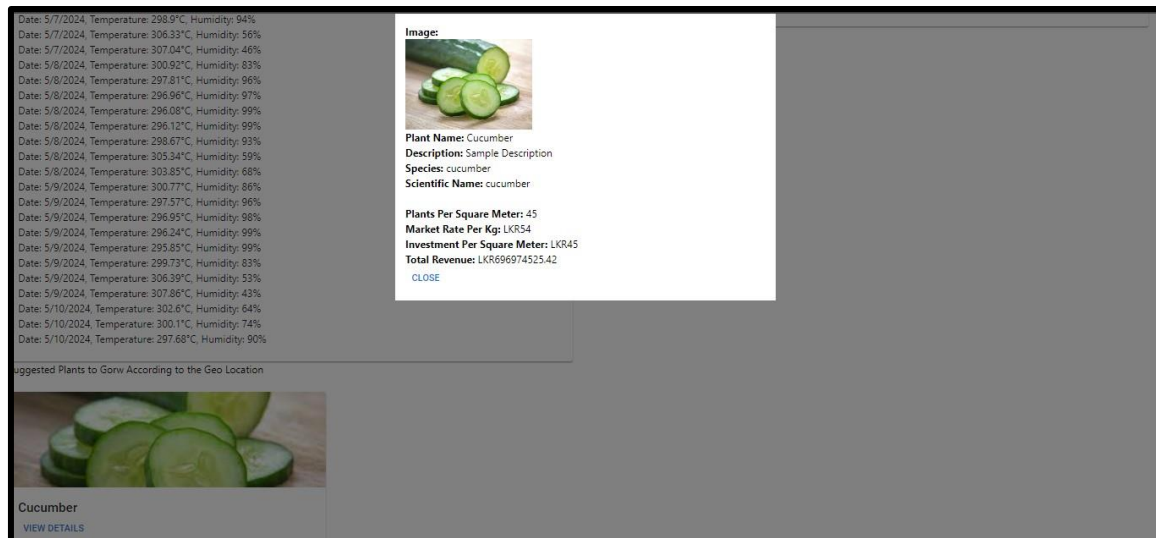 Date: 5/7/2024, Temperature: 298.9°C, Humidity: 94%
Date: 5/7/2024, Temperature: 306.33°C, Humidity: 56%
Date: 5/7/2024, Temperature: 307.04°C, Humidity: 46%
Date: 5/8/2024, Temperature: 300.92°C, Humidity: 83%
Date: 5/8/2024, Temperature: 297.81°C, Humidity: 96%
Date: 5/8/2024, Temperature: 296.96°C, Humidity: 97%
Date: 5/8/2024, Temperature: 296.08°C, Humidity: 99%
Date: 5/8/2024, Temperature: 296.12°C, Humidity: 99%
Date: 5/8/2024, Temperature: 298.67°C, Humidity: 93%
Date: 5/8/2024, Temperature: 305.34°C, Humidity: 59%
Date: 5/8/2024, Temperature: 303.85°C, Humidity: 68%
Date: 5/9/2024, Temperature: 300.77°C, Humidity: 86%
Date: 5/9/2024, Temperature: 297.57°C, Humidity: 96%
Date: 5/9/2024, Temperature: 296.95°C, Humidity: 98%
Date: 5/9/2024, Temperature: 296.24°C, Humidity: 99%
Date: 5/9/2024, Temperature: 295.85°C, Humidity: 99%
Date: 5/9/2024, Temperature: 299.73°C, Humidity: 83%
Date: 5/9/2024, Temperature: 306.39°C, Humidity: 53%
Date: 5/9/2024, Temperature: 307.86°C, Humidity: 43%
Date: 5/10/2024, Temperature: 302.6°C, Humidity: 64%
Date: 5/10/2024, Temperature: 300.1°C, Humidity: 74%
Date: 5/10/2024, Temperature: 297.68°C, Humidity: 90%
uggested Plants to Gorw According to the Geo Location
Cucumber
VIEW DETAILS
Image:
Plant Name: Cucumber
Description: Sample Description
Species: cucumber
Scientific Name: cucumber
Plants Per Square Meter: 45
Market Rate Per Kg: LKR54
Investment Per Square Meter: LKR45
Total Revenue: LKR696974525.42
CLOSE